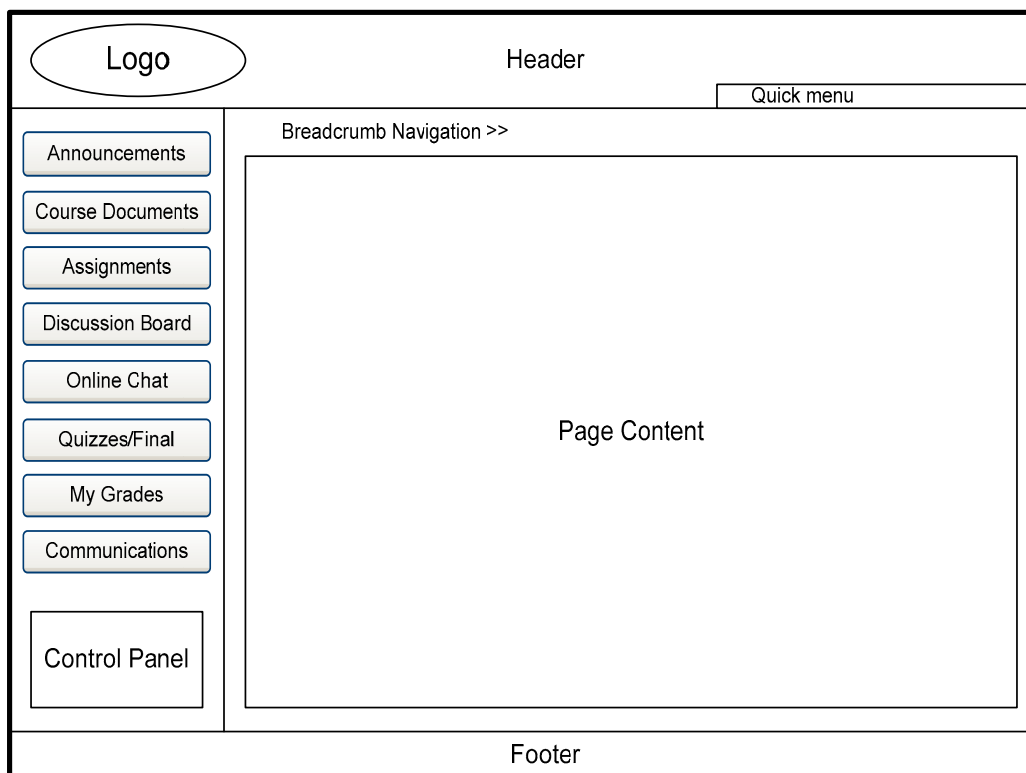 Logo
Header
Quick menu
Breadcrumb Navigation >>
Announcements
Course Documents
Assignments
Discussion Board
Online Chat
Quizzes/Final
My Grades
Communications
Control Panel
Page Content
Footer